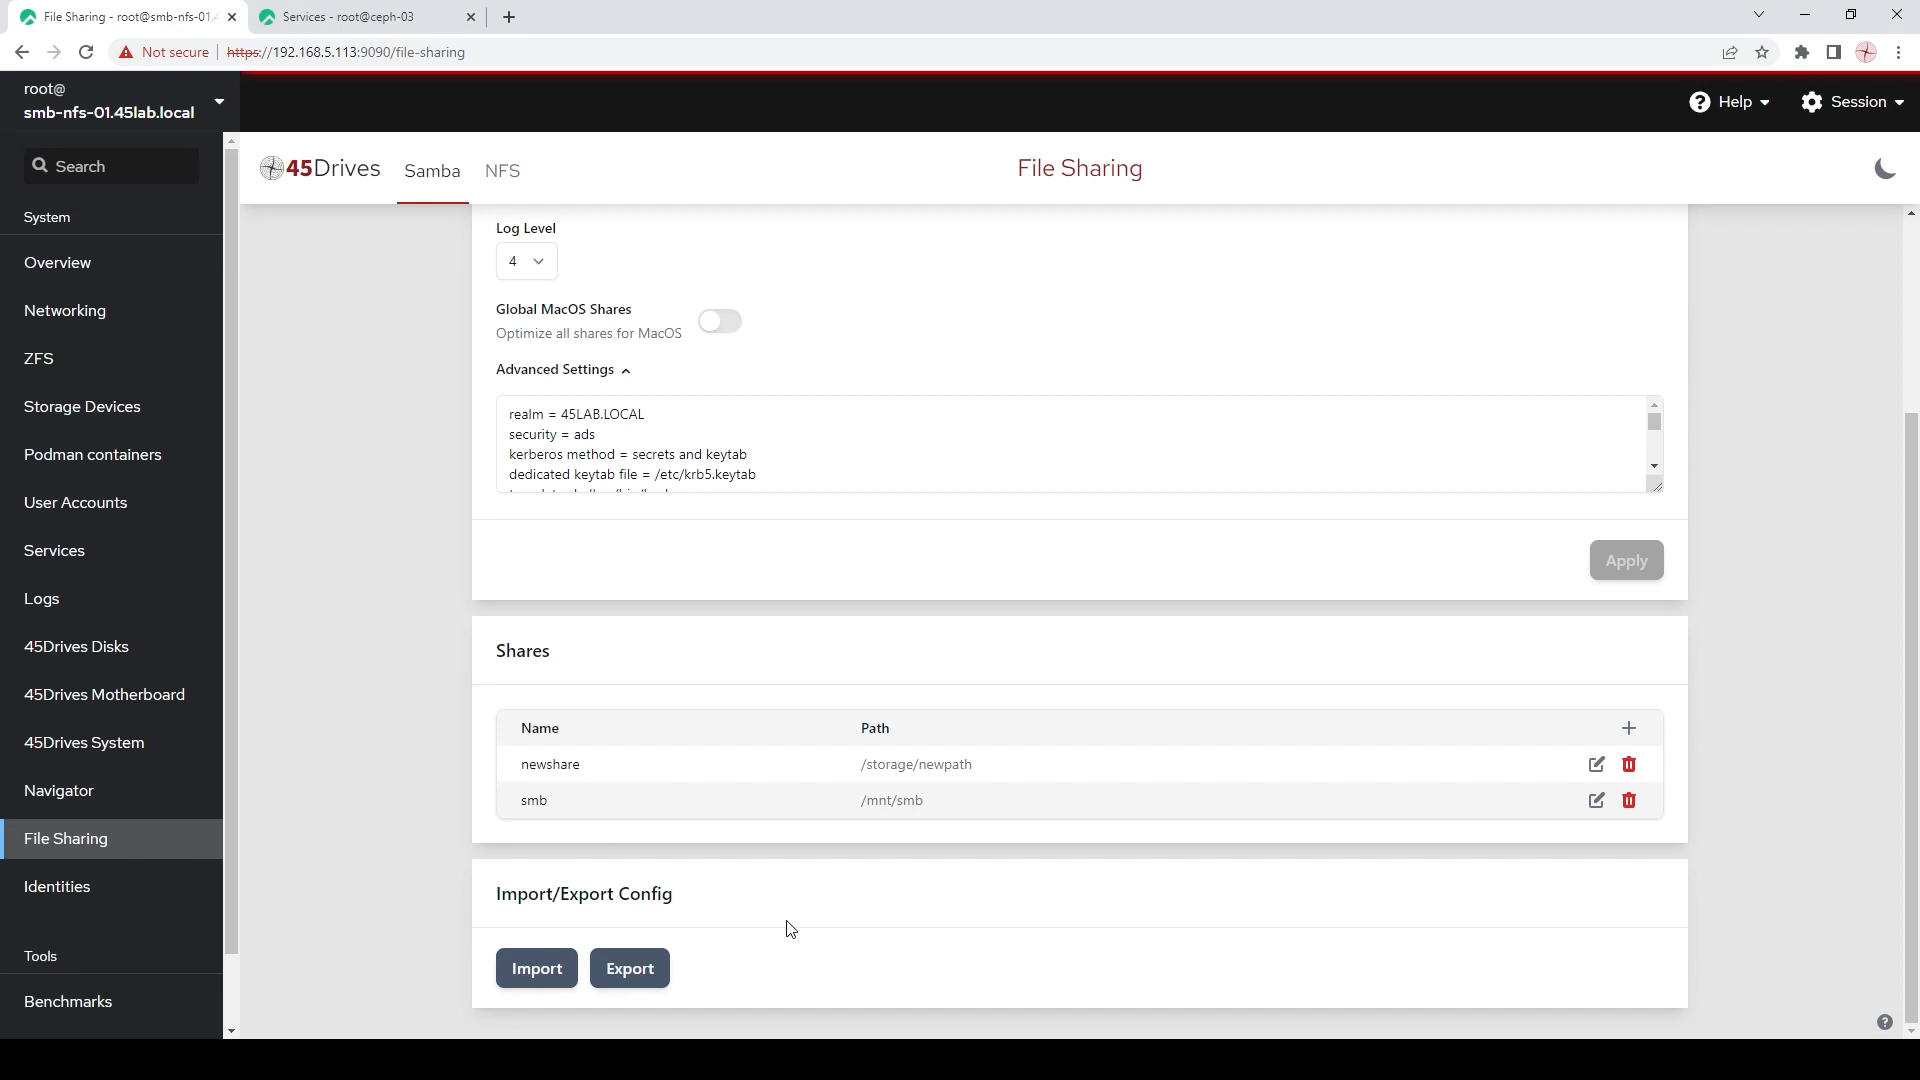 File Sharing - root@smb-nfs-01.
Services - root@ceph-03
Not secure
https://192.168.5.113:9090/file-sharing
root@
smb-nfs-01.45lab.local
Help
Session
Search
45Drives
Samba
NFS
File Sharing
System
Overview
Networking
ZFS
Storage Devices
Podman containers
User Accounts
Services
Logs
45Drives Disks
45Drives Motherboard
45Drives System
Navigator
File Sharing
Identities
Tools
Benchmarks
Log Level
4
Global MacOS Shares
Optimize all shares for MacOS
Advanced Settings
realm = 45LAB.LOCAL
security = ads
kerberos method = secrets and keytab
dedicated keytab file = /etc/krb5.keytab
Apply
Shares
Name Path
newshare /storage/newpath
smb /mnt/smb
Import/Export Config
Import
Export